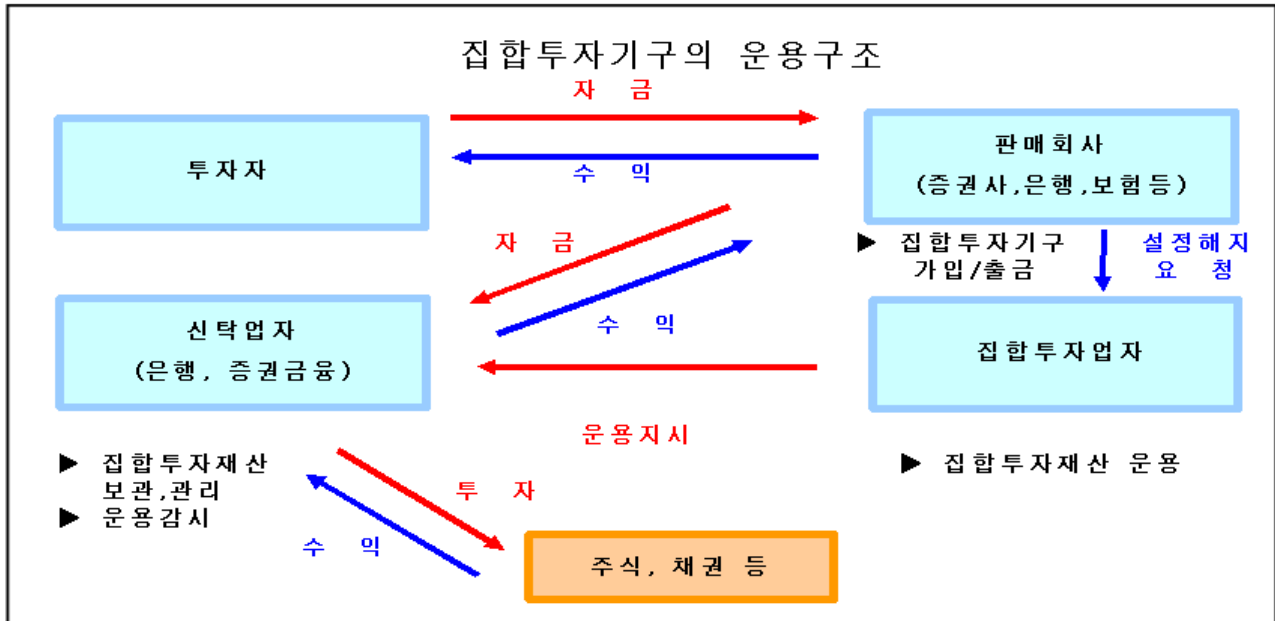 집합투자기구의 운용구조
자 금
투자자
수 익
판매회사
(증권사,은행,보험등)
자 금
▶ 집합투자기구
가입/출금
설정해지
요 청
신탁업자
(은행, 증권금융)
수 익
집합투자업자
운용지시
▶ 집합투자재산
보관,관리
▶ 운용감시
▶ 집합투자재산 운용
투 자
수 익
주식, 채권 등